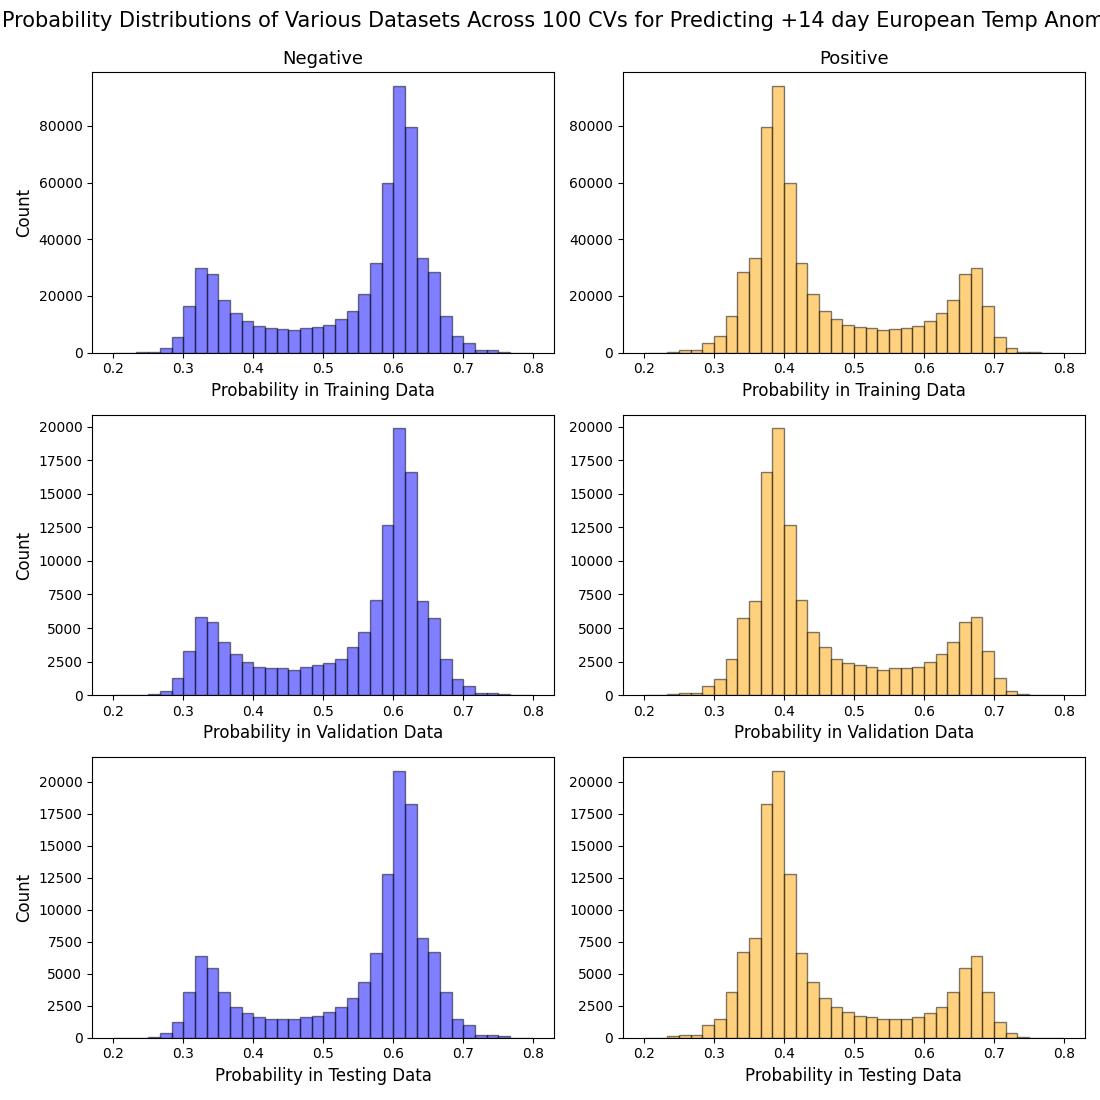 Probability Distributions of Various Datasets Across 100 CVs for Predicting +14 day European Temp Anom
Negative
Positive
80000
60000
40000
20000
0
Count
0.2 0.3 0.4 0.5 0.6 0.7 0.8
Probability in Training Data
80000
60000
40000
20000
0
0.2 0.3 0.4 0.5 0.6 0.7 0.8
Probability in Training Data
20000
17500
15000
12500
10000
7500
5000
2500
0
Count
0.2 0.3 0.4 0.5 0.6 0.7 0.8
Probability in Validation Data
20000
17500
15000
12500
10000
7500
5000
2500
0
0.2 0.3 0.4 0.5 0.6 0.7 0.8
Probability in Validation Data
20000
17500
15000
12500
10000
7500
5000
2500
0
Count
0.2 0.3 0.4 0.5 0.6 0.7 0.8
Probability in Testing Data
20000
17500
15000
12500
10000
7500
5000
2500
0
0.2 0.3 0.4 0.5 0.6 0.7 0.8
Probability in Testing Data